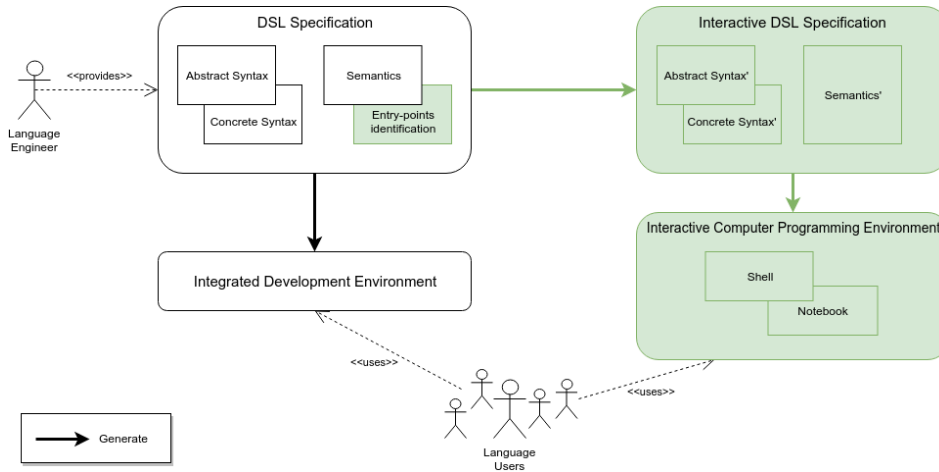 DSL Specification
Interactive DSL Specification
Abstract Syntax
Concrete Syntax
Semantics
Entry-points
identification
Abstract Syntax'
Concrete Syntax'
Semantics'
<<provides>>
Language
Engineer
Integrated Development Environment
Interactive Computer Programming Environment
Shell
Notebook
<<uses>>
<<uses>>
Language
Users
Generate